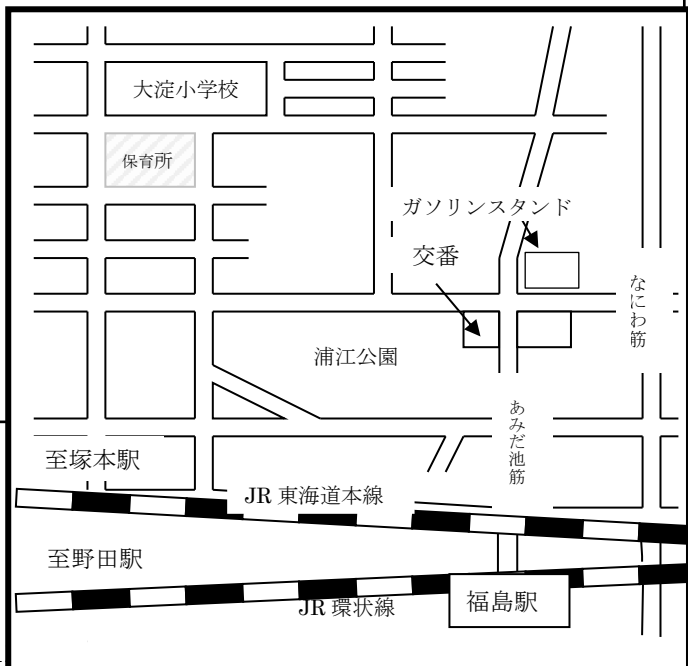 大淀小学校
保育所
ガソリンスタンド
交番
なにわ筋
浦江公園
あみだ池筋
至塚本駅
JR 東海道本線
至野田駅
福島駅
JR 環状線